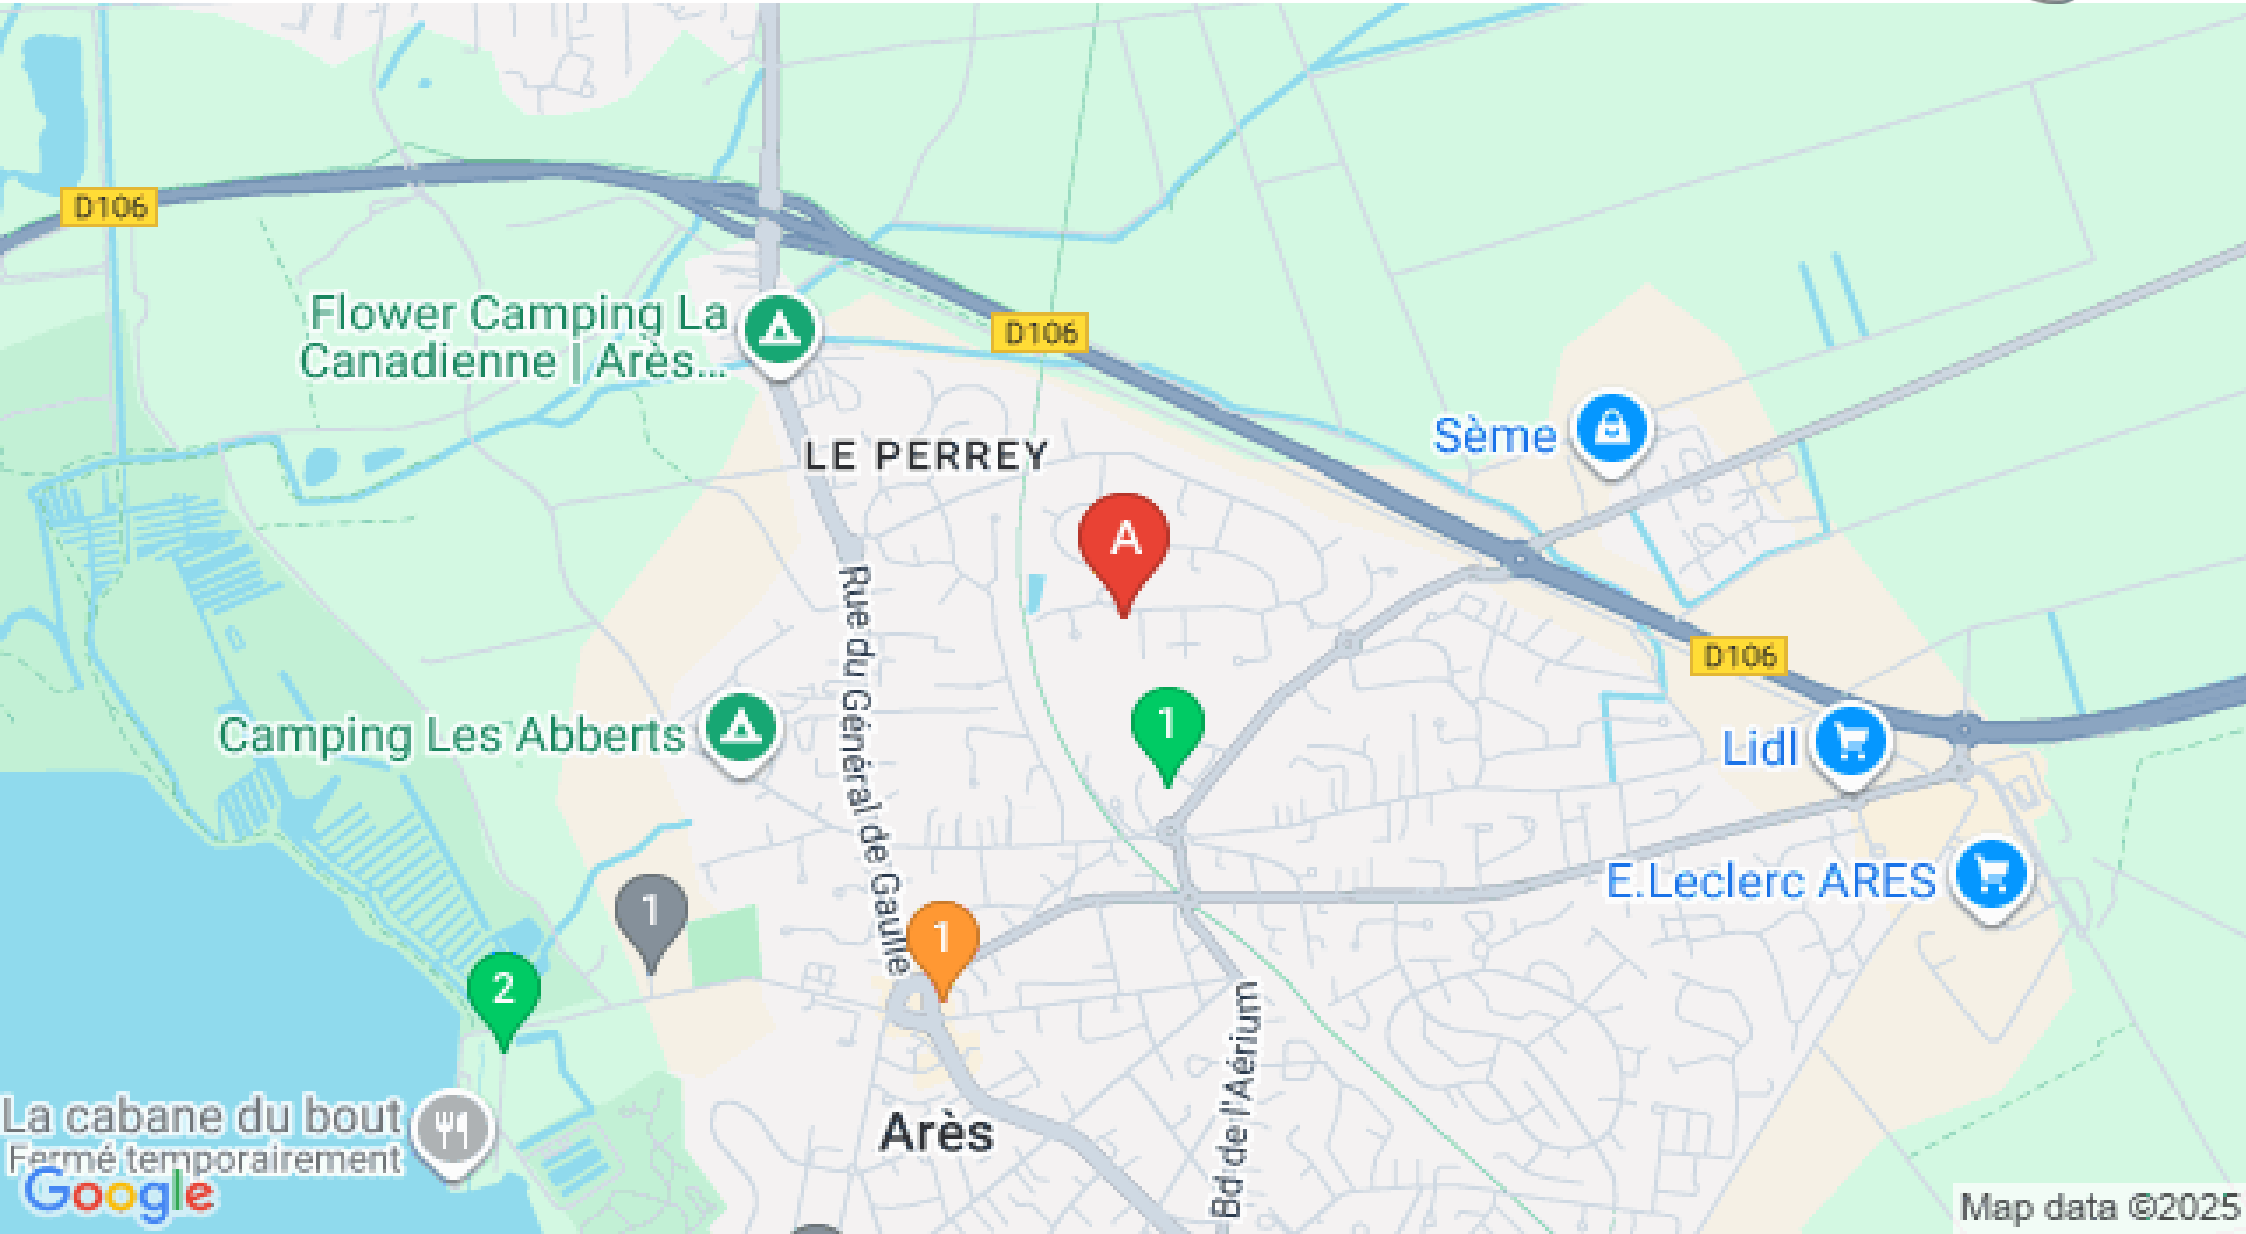 D106
Flower Camping La
Canadienne | Arès...
D106
LE PERREY
Sème
A
Rue du Général de Gaulle
D106
1
Camping Les Abberts
Lidl
E.Leclerc ARES
1
1
2
Bd de l'Aérium
La cabane du bout
Fermé temporairement
Arès
Google
Map data ©2025